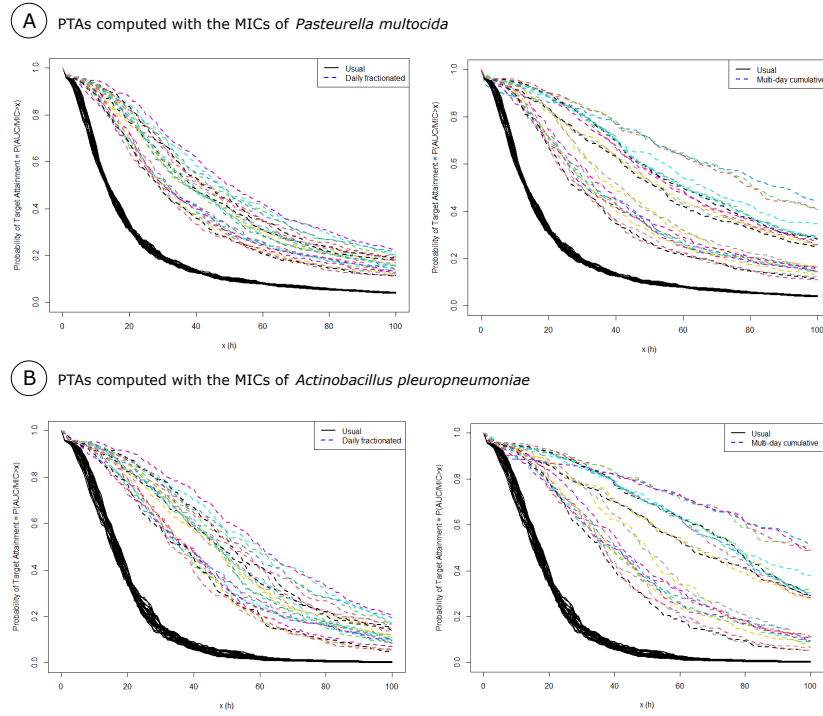 A PTAs computed with the MICs of Pasteurella multocida
Probability of Target Attainment = P(AUC/MIC>x)
1.0
0.8
0.6
0.4
0.2
0.0
Usual
Daily fractionated
0 20 40 60 80 100
x (h)
Probability of Target Attainment = P(AUC/MIC>x)
1.0
0.8
0.6
0.4
0.2
0.0
Usual
Multi-day cumulative
0 20 40 60 80 100
x (h)
B PTAs computed with the MICs of Actinobacillus pleuropneumoniae
Probability of Target Attainment = P(AUC/MIC>x)
1.0
0.8
0.6
0.4
0.2
0.0
Usual
Daily fractionated
0 20 40 60 80 100
x (h)
Probability of Target Attainment = P(AUC/MIC>x)
1.0
0.8
0.6
0.4
0.2
0.0
Usual
Multi-day cumulative
0 20 40 60 80 100
x (h)